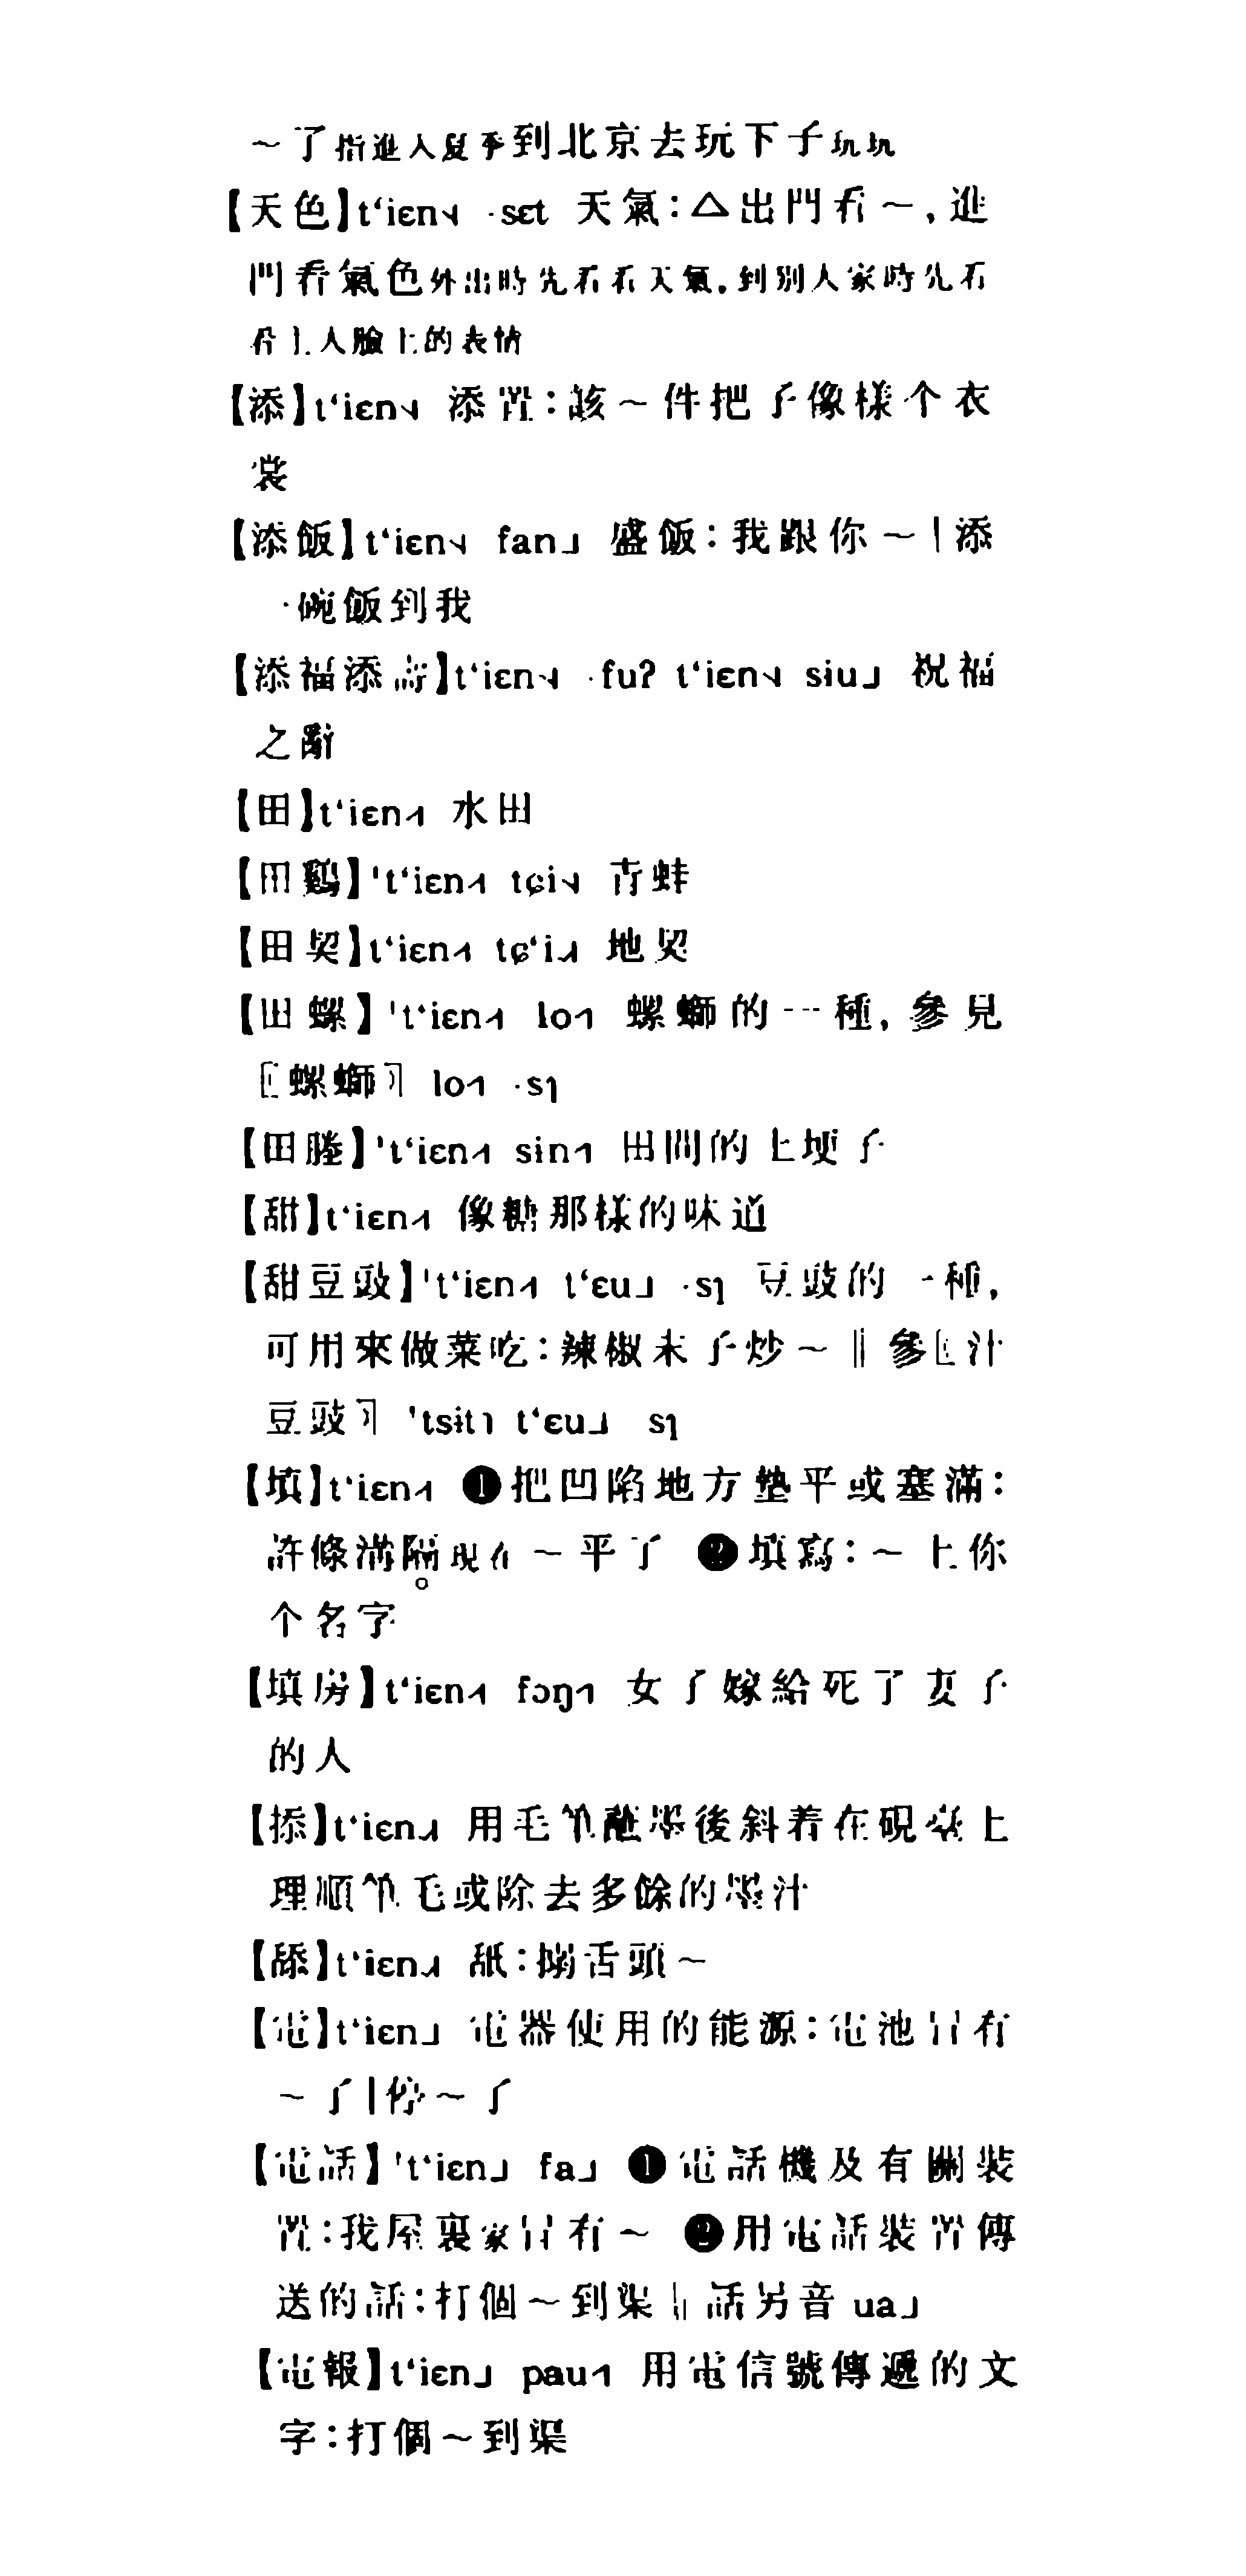 ～了指進入夏季到北京去玩下子玩玩
【天色】t‘iɛn˧˩ ·sɛt 天氣：△出門看～，進
門看氣色外出時先看看天氣，到別人家時先看
看主人臉上的表情
【添】t‘iɛn˧˩ 添置：該～件把子像樣个衣
裳
【添飯】t‘iɛn˧˩ fan˩ 盛飯：我跟你～｜添
一碗飯到我
【添福添壽】t‘iɛn˧˩ ·fuʔ t‘iɛn˧˩ siu˩ 祝福
之辭
【田】t‘iɛn˧˥ 水田
【田鷄】't‘iɛn˧˥ tɕi˧˩ 青蛙
【田契】t‘iɛn˧˥ tɕ‘i˩˧ 地契
【田螺】't‘iɛn˧˥ lo˧˥ 螺螄的一種，參見
〖螺螄〗lo˧˥ ·sɿ
【田塍】't‘iɛn˧˥ sin˧˥ 田間的土埂子
【甜】t‘iɛn˧˥ 像糖那樣的味道
【甜豆豉】't‘iɛn˧˥ t‘ɛu˩ ·sɿ 豆豉的一種，
可用來做菜吃：辣椒末子炒～‖參〖汁
豆豉〗'tsit˥ t‘ɛu˩ sɿ
【填】t‘iɛn˧˥ ❶把凹陷地方墊平或塞滿：
許條溝隔現在～平了 ❷填寫：～上你
个名字
【填房】t‘iɛn˧˥ fɔŋ˧˥ 女子嫁給死了妻子
的人
【掭】t‘iɛn˩˧ 用毛筆蘸墨後斜着在硯臺上
理順筆毛或除去多餘的墨汁
【餂】t‘iɛn˩˧ 舐：搦舌頭～
【電】t‘iɛn˩ 電器使用的能源：電池冇有
～了｜停～了
【電話】't‘iɛn˩ fa˩ ❶電話機及有關裝
置：我屋裏家冇有～ ❷用電話裝置傳
送的話：打個～到渠‖話另音 ua˩
【電報】t‘iɛn˩ pau˧˥ 用電信號傳遞的文
字：打個～到渠